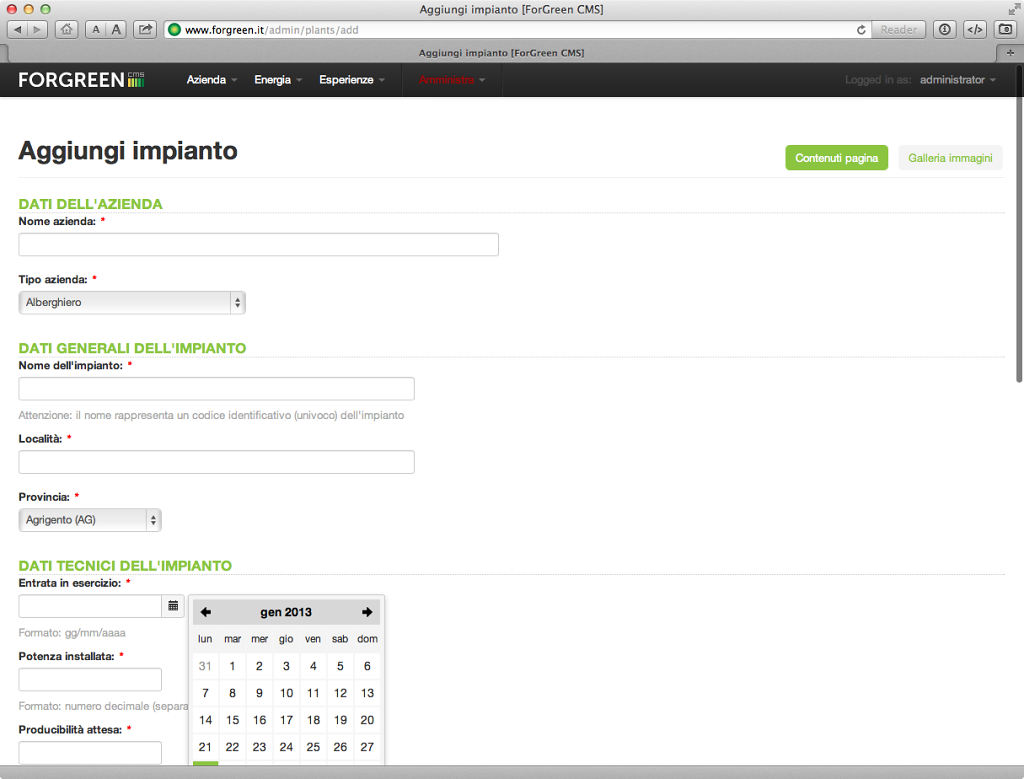 Aggiungi impianto [ForGreen CMS]
A A www.forgreen.it/admin/plants/add Reader
Aggiungi impianto [ForGreen CMS]
FORGREEN CMS Azienda Energia Esperienze Amministra Logged in as: administrator
Aggiungi impianto
Contenuti pagina Galleria immagini
DATI DELL'AZIENDA
Nome azienda: *
Tipo azienda: *
Alberghiero
DATI GENERALI DELL'IMPIANTO
Nome dell'impianto: *
Attenzione: il nome rappresenta un codice identificativo (univoco) dell'impianto
Località: *
Provincia: *
Agrigento (AG)
DATI TECNICI DELL'IMPIANTO
Entrata in esercizio: *
Formato: gg/mm/aaaa
Potenza installata: *
Formato: numero decimale (separa
Producibilità attesa: *
gen 2013
lun mar mer gio ven sab dom
31 1 2 3 4 5 6
7 8 9 10 11 12 13
14 15 16 17 18 19 20
21 22 23 24 25 26 27